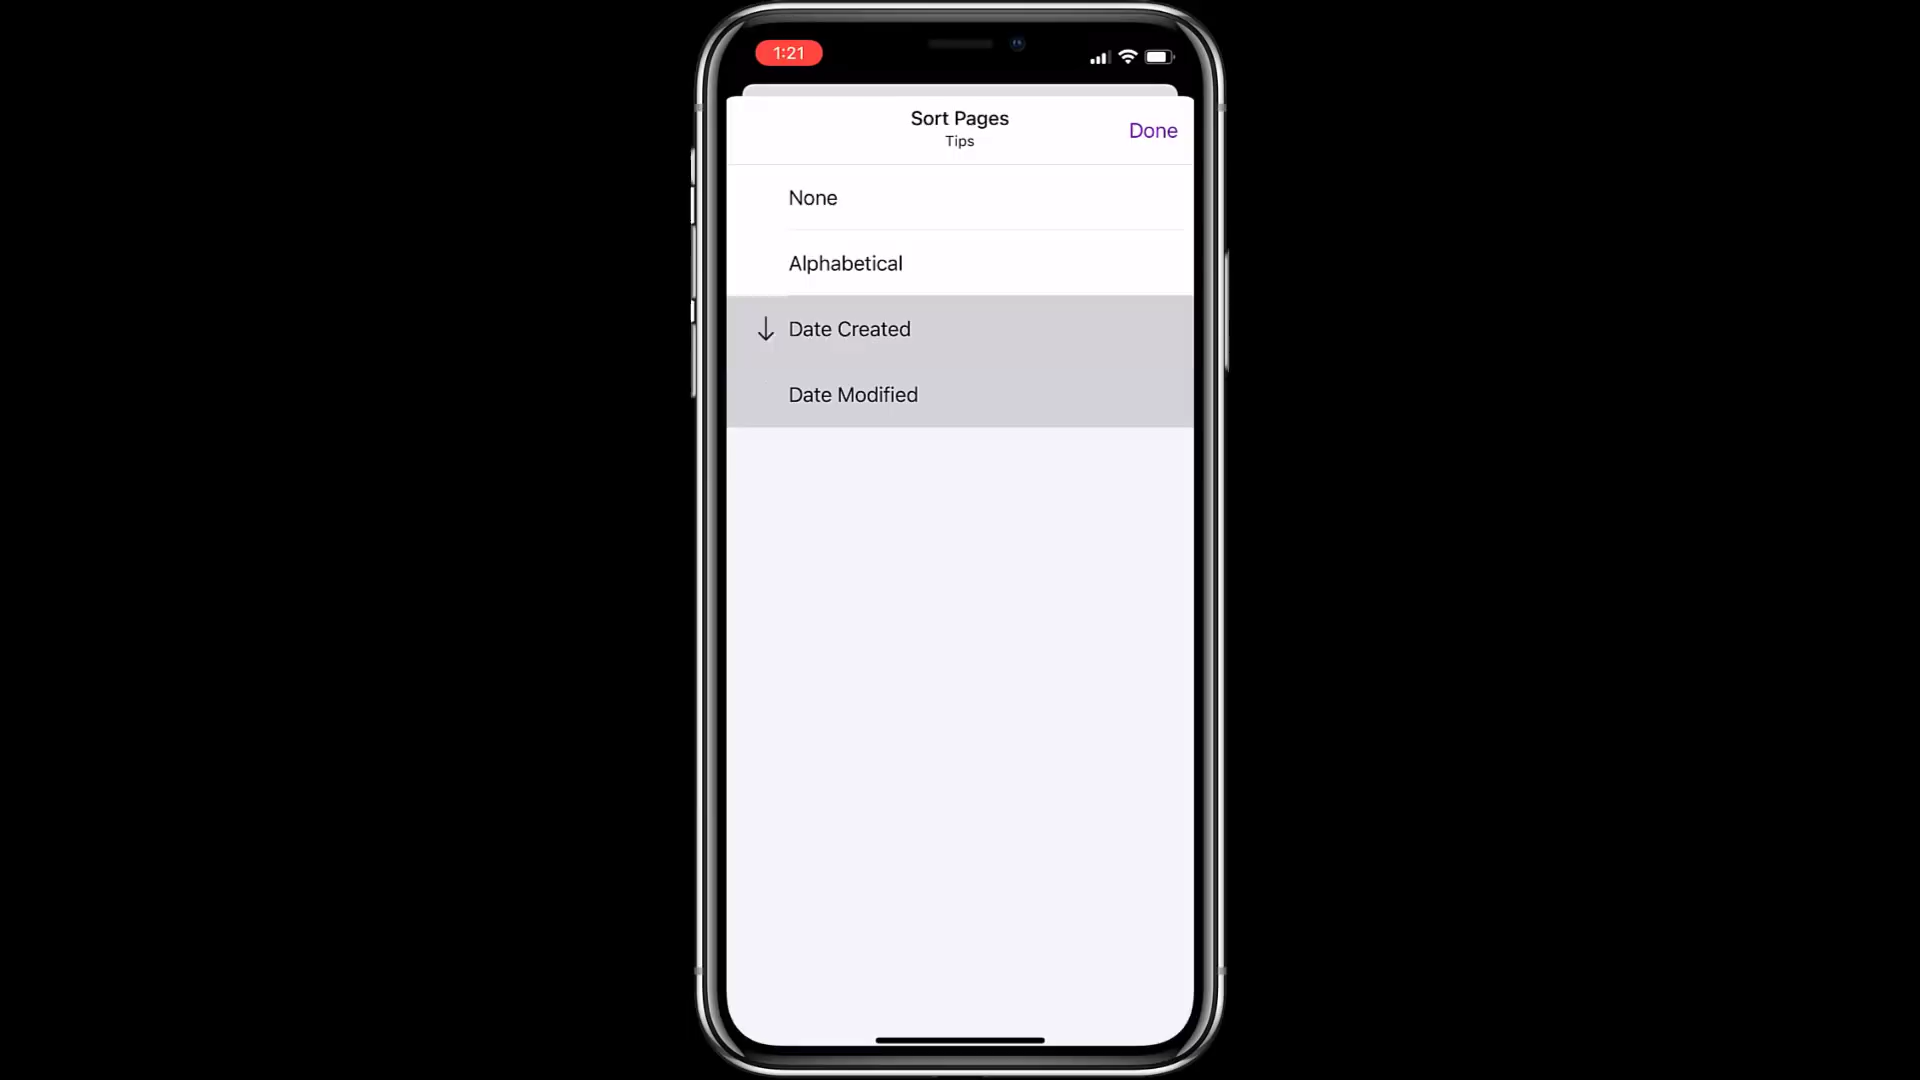 1:21
Sort Pages
Tips
Done
None
Alphabetical
Date Created
Date Modified